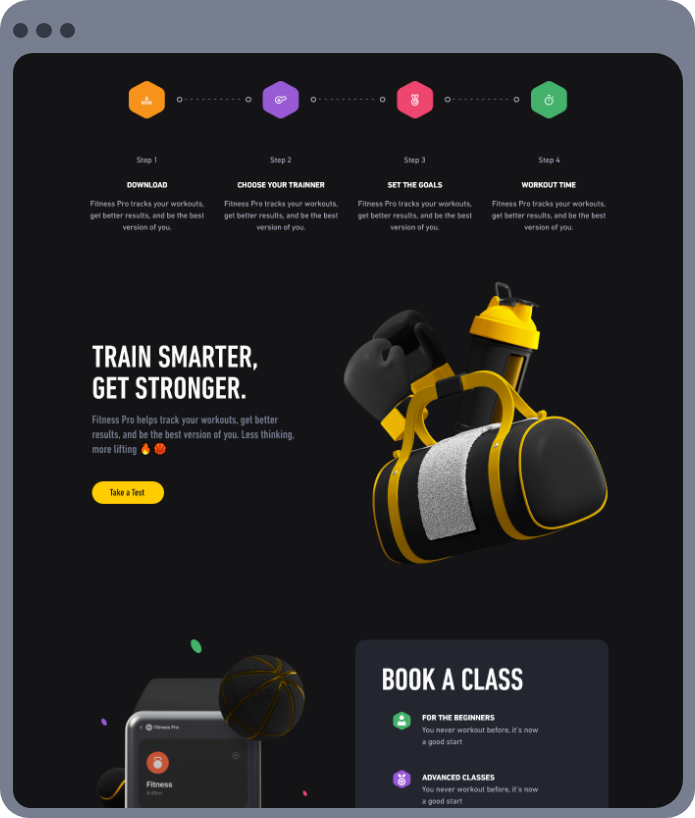 Step 1
Step 2
Step 3
Step 4
DOWNLOAD
CHOOSE YOUR TRAINNER
SET THE GOALS
WORKOUT TIME
Fitness Pro tracks your workouts,
get better results, and be the best
version of you.
Fitness Pro tracks your workouts,
get better results, and be the best
version of you.
Fitness Pro tracks your workouts,
get better results, and be the best
version of you.
Fitness Pro tracks your workouts,
get better results, and be the best
version of you.
TRAIN SMARTER,
GET STRONGER.
Fitness Pro helps track your workouts, get better
results, and be the best version of you. Less thinking,
more lifting 🔥 🏀
Take a Test
Fitness Pro
Fitness
BOOK A CLASS
FOR THE BEGINNERS
You never workout before, it's now
a good start
ADVANCED CLASSES
You never workout before, it's now
a good start